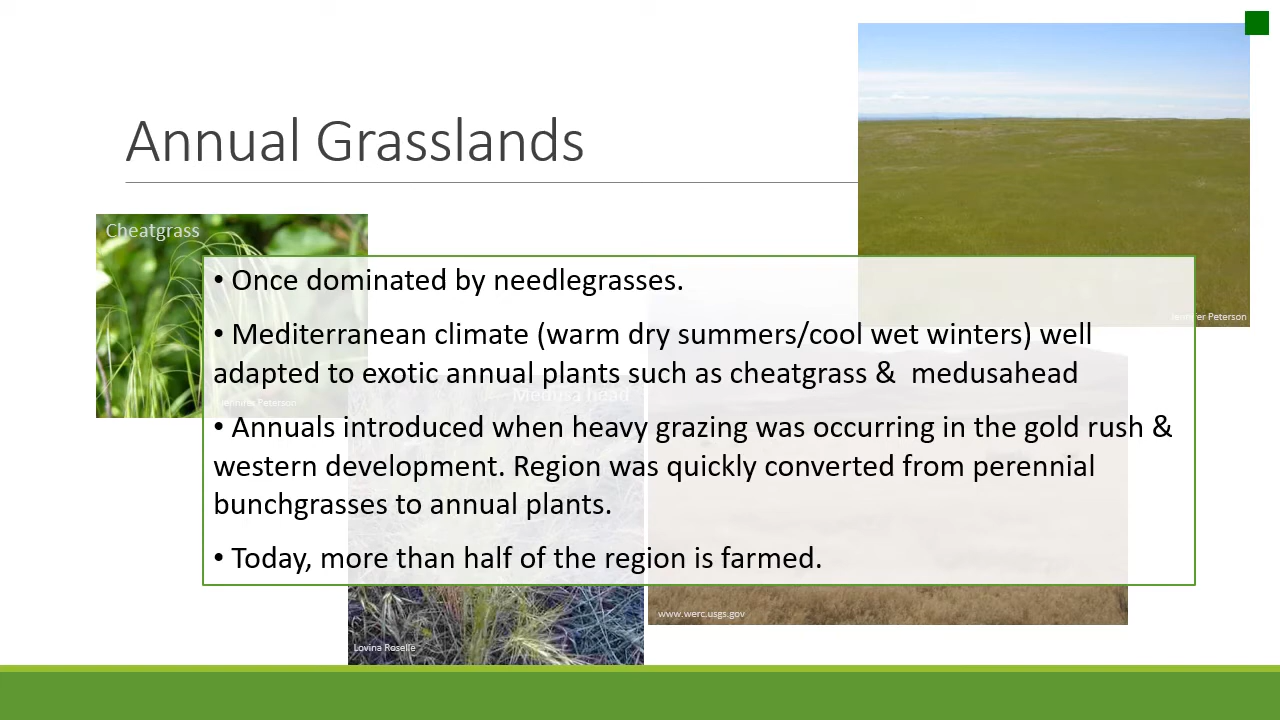 Annual Grasslands
Cheatgrass
• Once dominated by needlegrasses.
Jennifer Peterson
• Mediterranean climate (warm dry summers/cool wet winters) well
adapted to exotic annual plants such as cheatgrass & medusahead
Medusa head
Jennifer Peterson
• Annuals introduced when heavy grazing was occurring in the gold rush &
western development. Region was quickly converted from perennial
bunchgrasses to annual plants.
• Today, more than half of the region is farmed.
www.werc.usgs.gov
Lovina Roselle